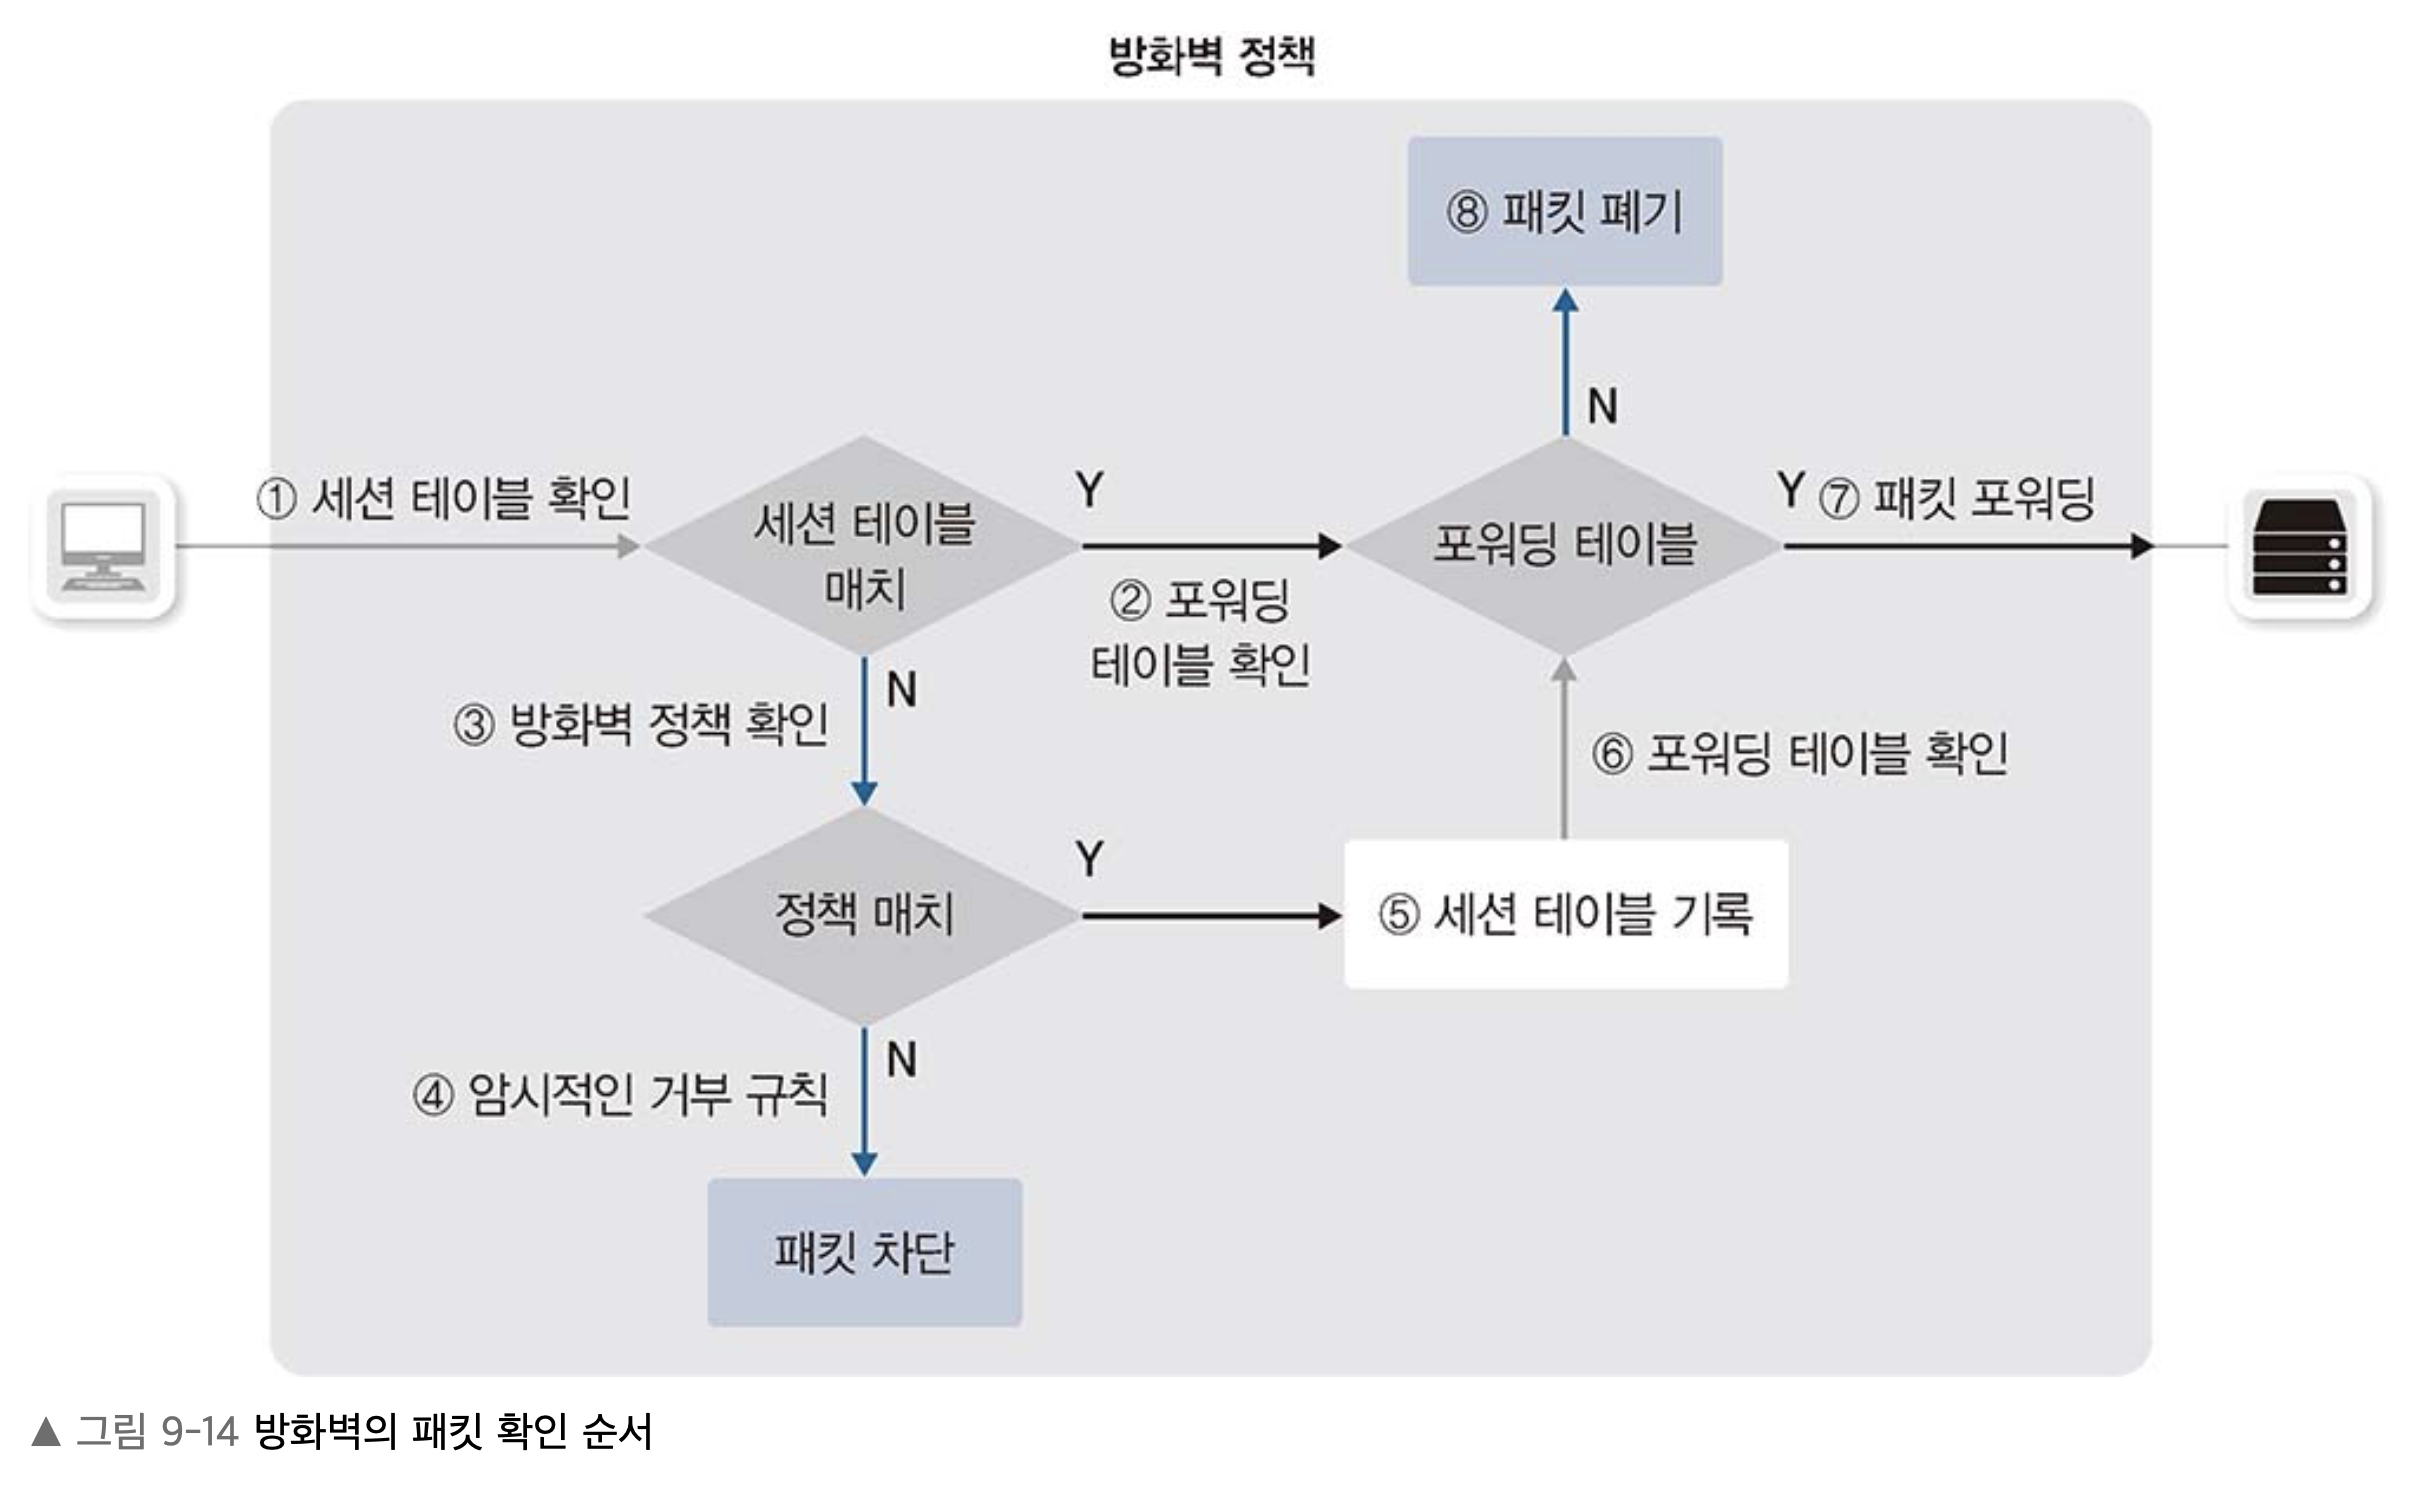 방화벽 정책
⑧ 패킷 폐기
N
① 세션 테이블 확인
세션 테이블
매치
Y
② 포워딩
테이블 확인
포워딩 테이블
Y ⑦ 패킷 포워딩
N
③ 방화벽 정책 확인
⑥ 포워딩 테이블 확인
정책 매치
Y
⑤ 세션 테이블 기록
N
④ 암시적인 거부 규칙
패킷 차단
▲ 그림 9-14 방화벽의 패킷 확인 순서